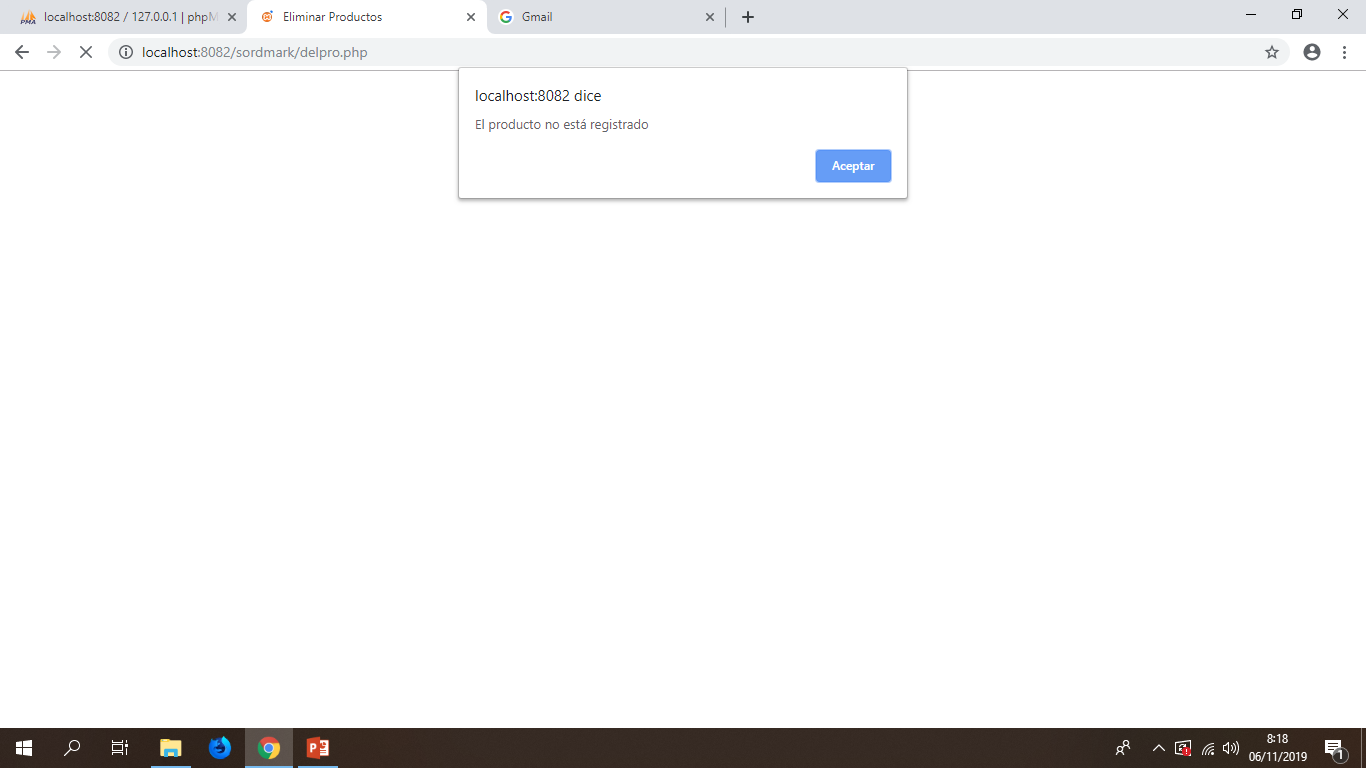 localhost:8082 / 127.0.0.1 | phpM
Eliminar Productos
Gmail
localhost:8082/sordmark/delpro.php
localhost:8082 dice
El producto no está registrado
Aceptar
8:18
06/11/2019
1